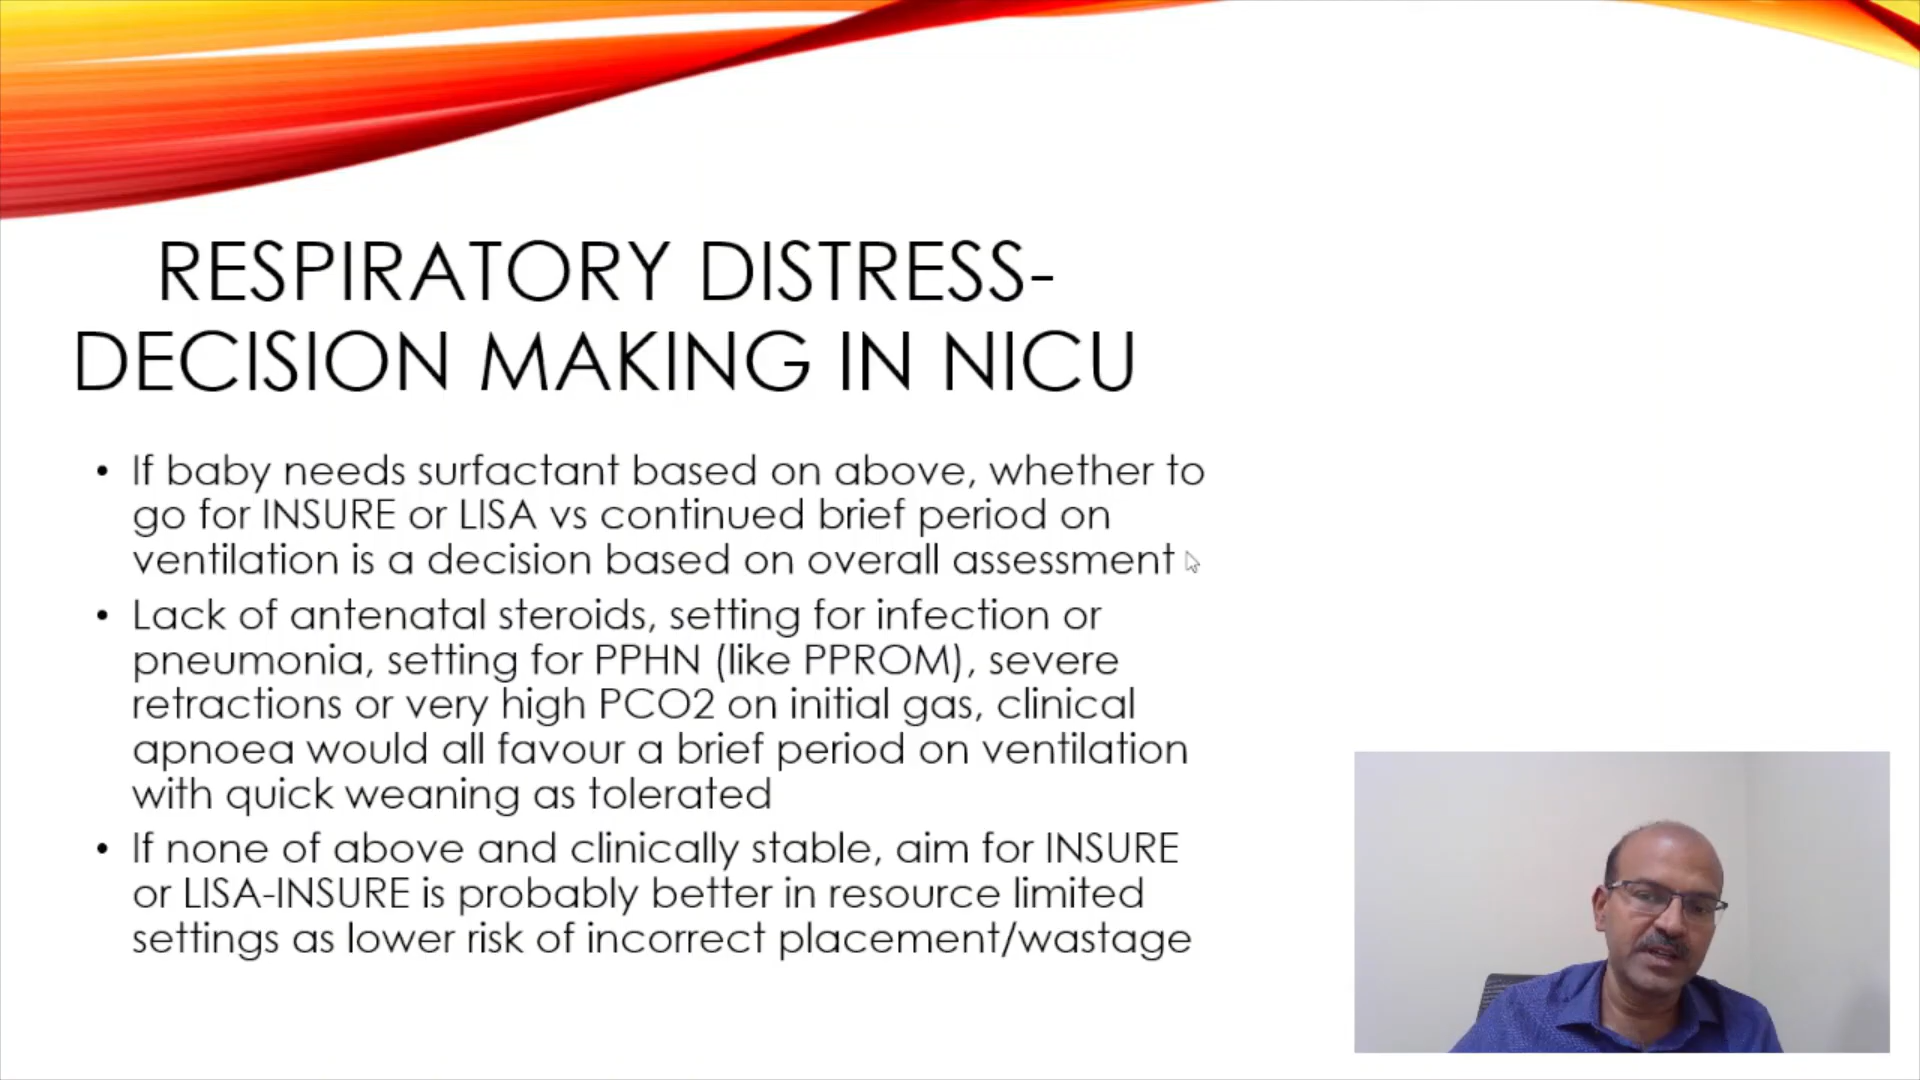 RESPIRATORY DISTRESS-
DECISION MAKING IN NICU
• If baby needs surfactant based on above, whether to
go for INSURE or LISA vs continued brief period on
ventilation is a decision based on overall assessment
• Lack of antenatal steroids, setting for infection or
pneumonia, setting for PPHN (like PPROM), severe
retractions or very high PCO2 on initial gas, clinical
apnoea would all favour a brief period on ventilation
with quick weaning as tolerated
• If none of above and clinically stable, aim for INSURE
or LISA-INSURE is probably better in resource limited
settings as lower risk of incorrect placement/wastage